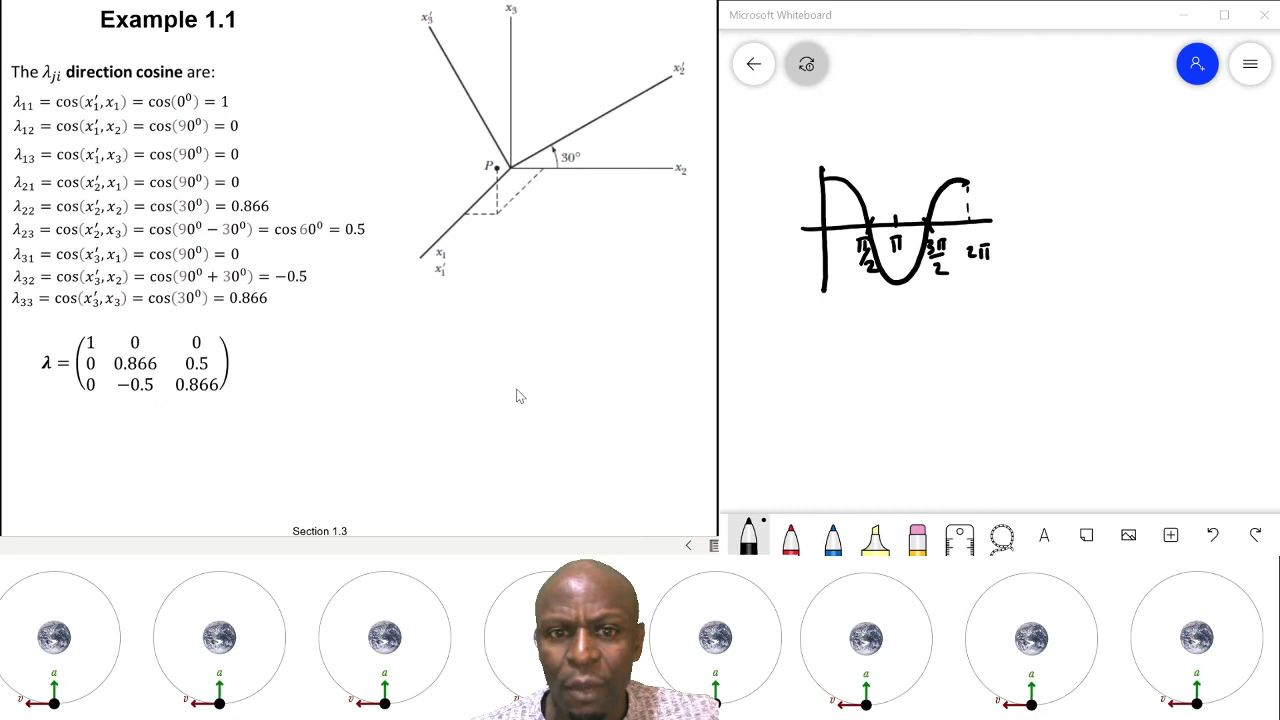 Example 1.1
The λji direction cosine are:
λ11 = cos(x′1, x1) = cos(0⁰) = 1
λ12 = cos(x′1, x2) = cos(90⁰) = 0
λ13 = cos(x′1, x3) = cos(90⁰) = 0
λ21 = cos(x′2, x1) = cos(90⁰) = 0
λ22 = cos(x′2, x2) = cos(30⁰) = 0.866
λ23 = cos(x′2, x3) = cos(90⁰ − 30⁰) = cos 60⁰ = 0.5
λ31 = cos(x′3, x1) = cos(90⁰) = 0
λ32 = cos(x′3, x2) = cos(90⁰ + 30⁰) = −0.5
λ33 = cos(x′3, x3) = cos(30⁰) = 0.866
λ = (1 0 0
0 0.866 0.5
0 −0.5 0.866)
x3
x′3
x′2
30°
P
x2
x1
x′1
Section 1.3
Microsoft Whiteboard
π/2
π
3π/2
2π
A
a
v
a
v
a
v
a
v
a
v
a
v
a
v